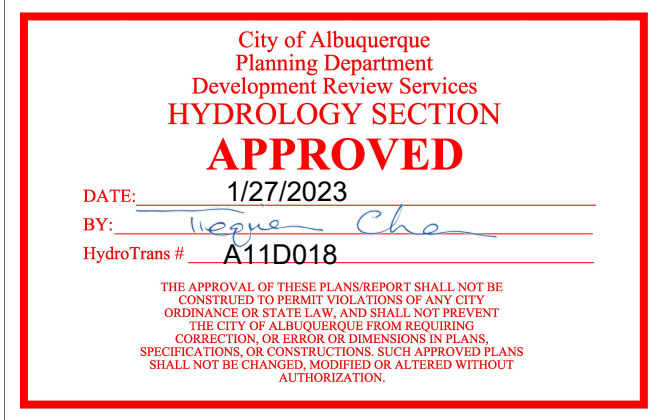 City of Albuquerque
Planning Department
Development Review Services
HYDROLOGY SECTION
APPROVED
DATE: 1/27/2023
BY: Tiequan Chen
HydroTrans # A11D018
THE APPROVAL OF THESE PLANS/REPORT SHALL NOT BE
CONSTRUED TO PERMIT VIOLATIONS OF ANY CITY
ORDINANCE OR STATE LAW, AND SHALL NOT PREVENT
THE CITY OF ALBUQUERQUE FROM REQUIRING
CORRECTION, OR ERROR OR DIMENSIONS IN PLANS,
SPECIFICATIONS, OR CONSTRUCTIONS. SUCH APPROVED PLANS
SHALL NOT BE CHANGED, MODIFIED OR ALTERED WITHOUT
AUTHORIZATION.